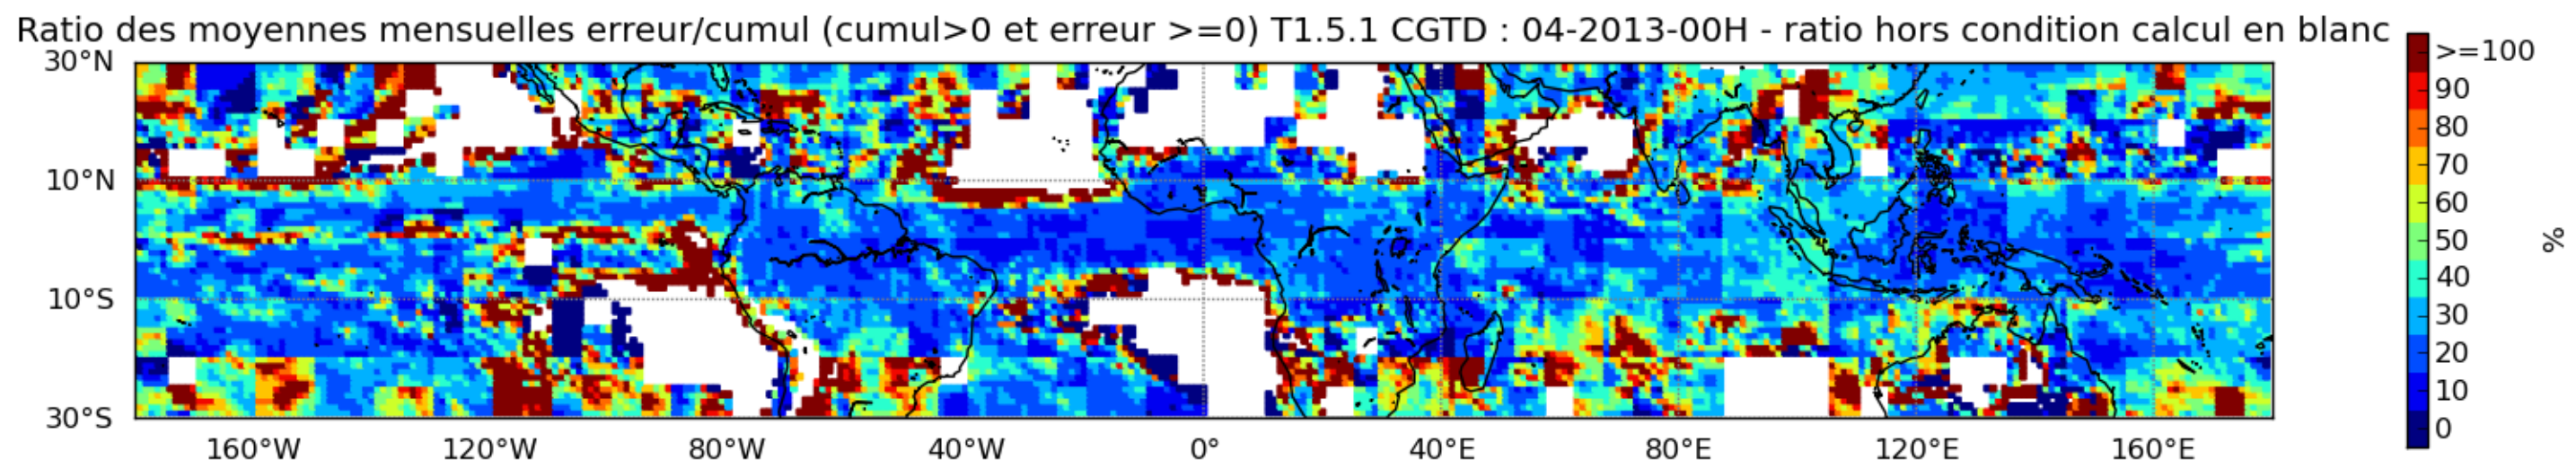 Ratio des moyennes mensuelles erreur/cumul (cumul>0 et erreur >=0) T1.5.1 CGTD : 04-2013-00H - ratio hors condition calcul en blanc
30°N
10°N
10°S
30°S
160°W 120°W 80°W 40°W 0° 40°E 80°E 120°E 160°E
>=100
90
80
70
60
50
40
30
20
10
0
%